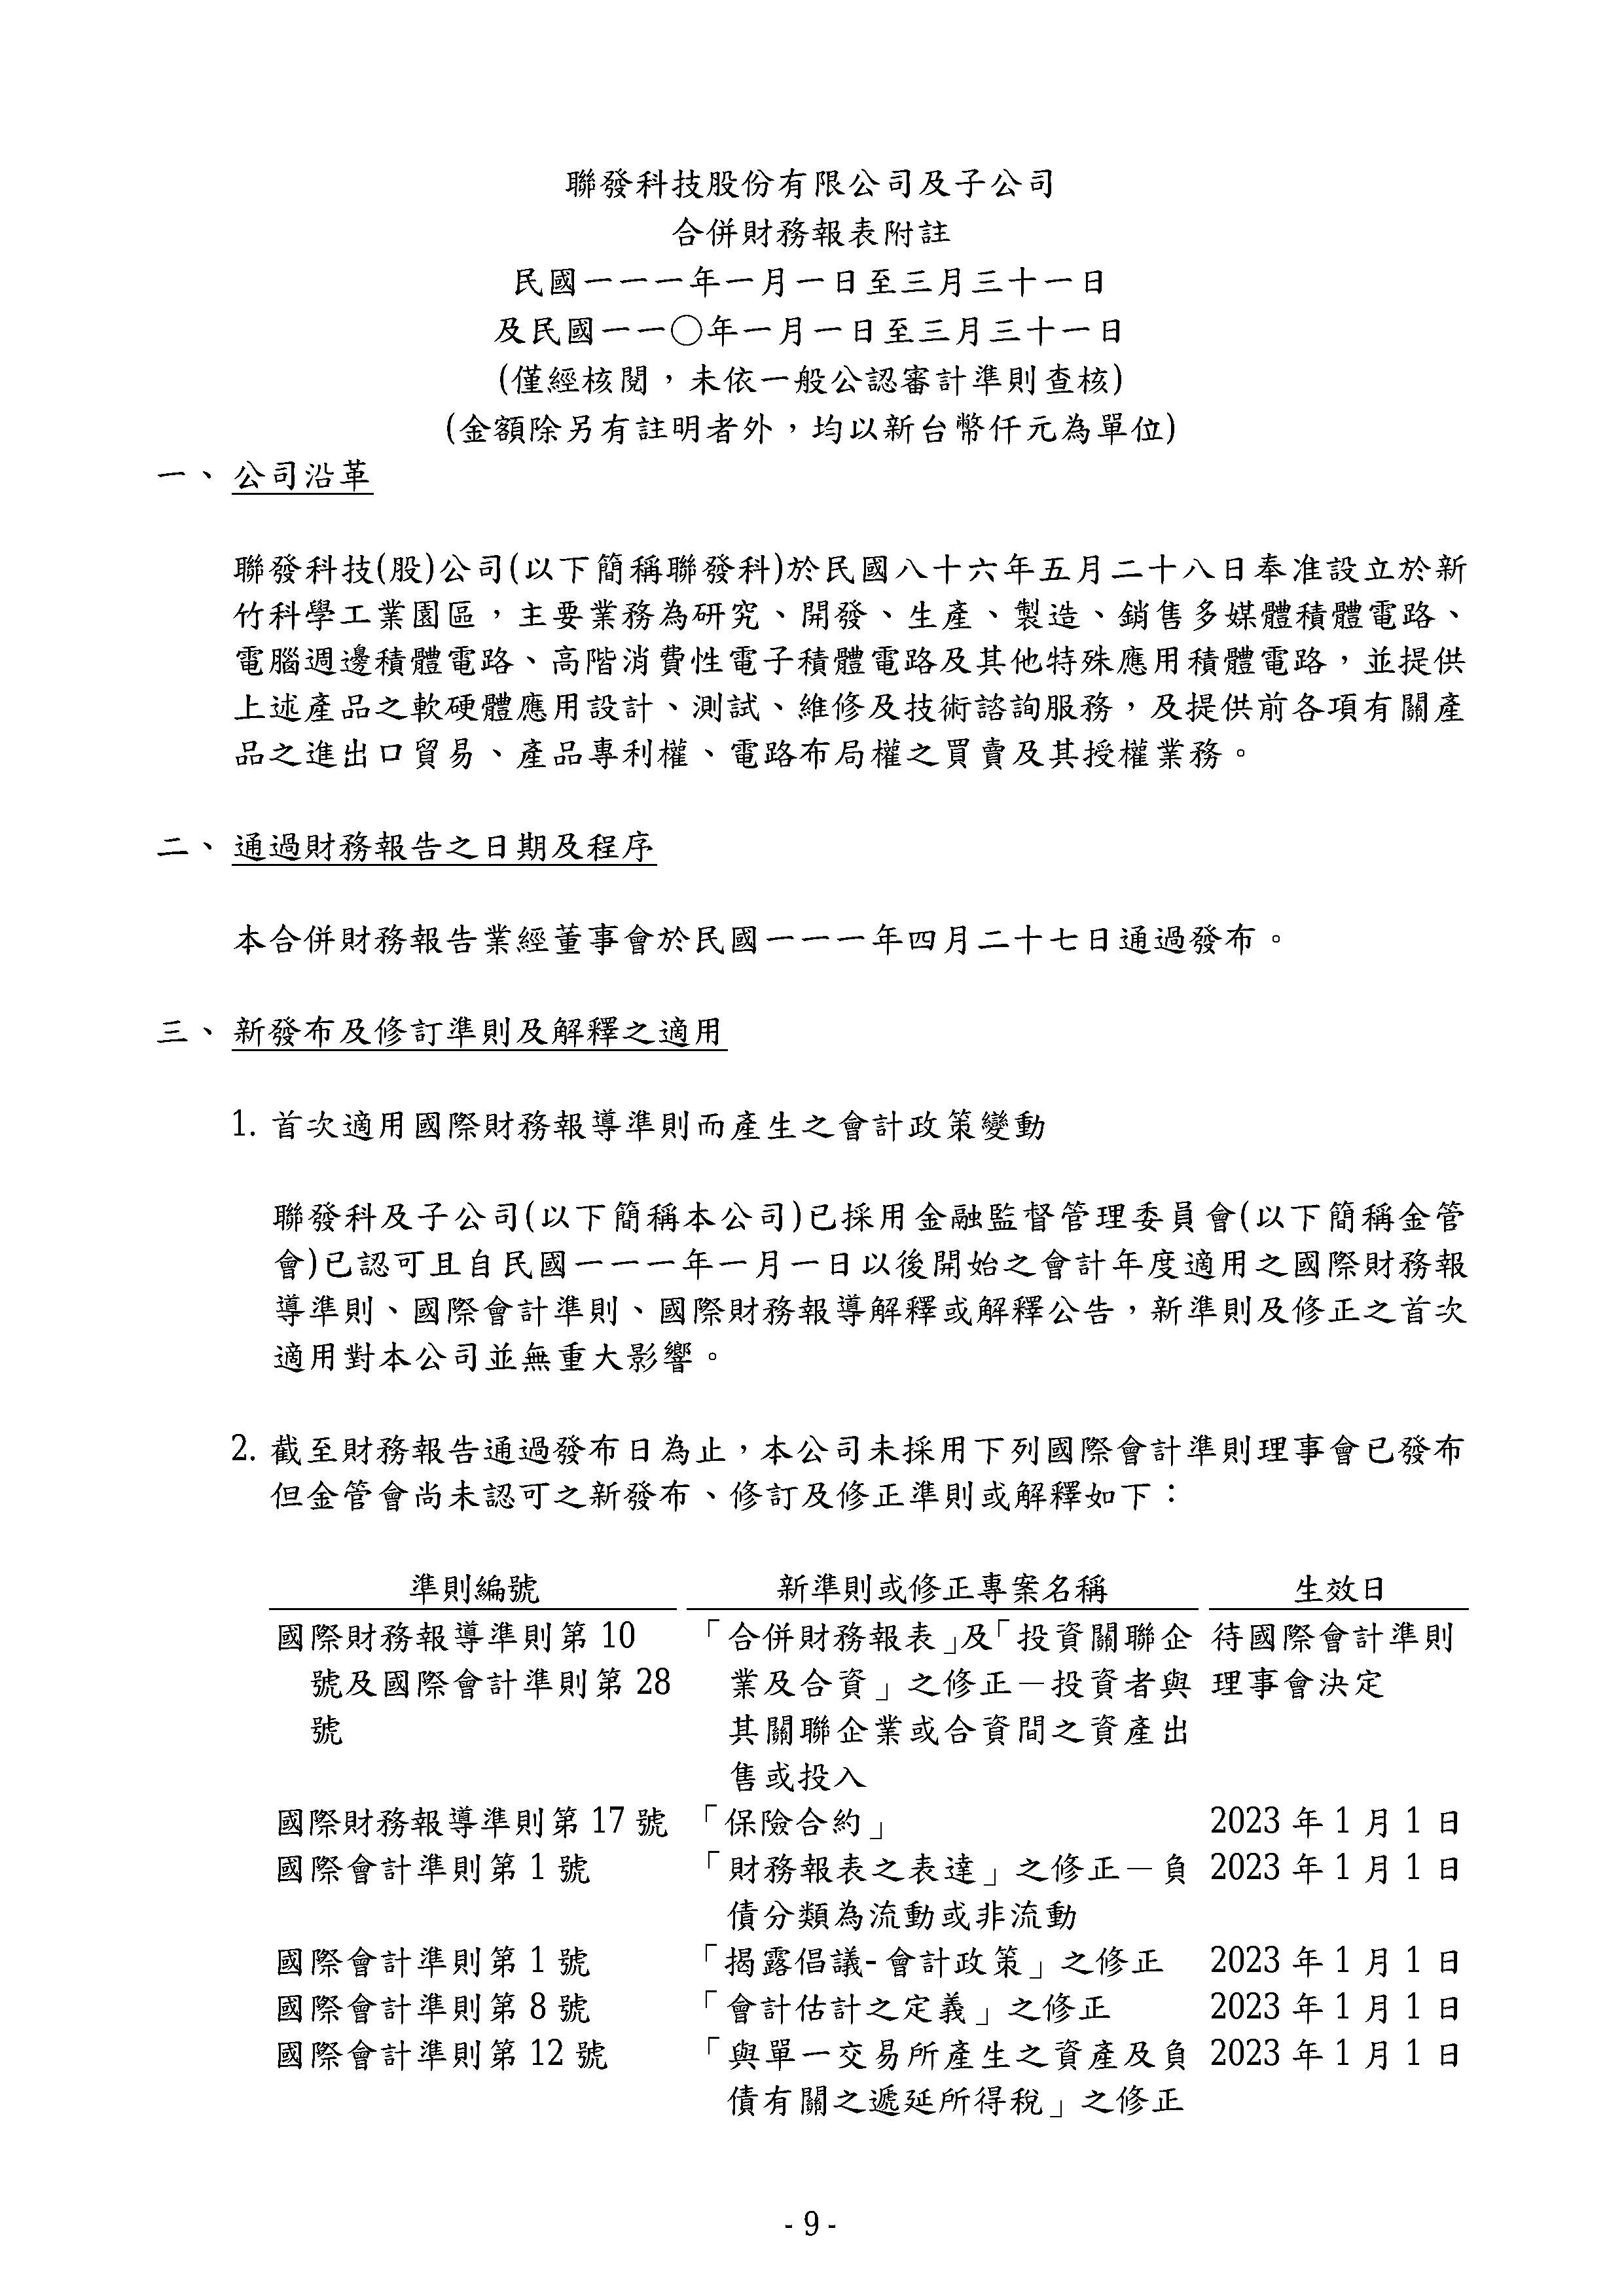 聯發科技股份有限公司及子公司
合併財務報表附註
民國一一一年一月一日至三月三十一日
及民國一一〇年一月一日至三月三十一日
(僅經核閱，未依一般公認審計準則查核)
(金額除另有註明者外，均以新台幣仟元為單位)
一、公司沿革
聯發科技(股)公司(以下簡稱聯發科)於民國八十六年五月二十八日奉准設立於新
竹科學工業園區，主要業務為研究、開發、生產、製造、銷售多媒體積體電路、
電腦週邊積體電路、高階消費性電子積體電路及其他特殊應用積體電路，並提供
上述產品之軟硬體應用設計、測試、維修及技術諮詢服務，及提供前各項有關產
品之進出口貿易、產品專利權、電路布局權之買賣及其授權業務。
二、通過財務報告之日期及程序
本合併財務報告業經董事會於民國一一一年四月二十七日通過發布。
三、新發布及修訂準則及解釋之適用
1. 首次適用國際財務報導準則而產生之會計政策變動
聯發科及子公司(以下簡稱本公司)已採用金融監督管理委員會(以下簡稱金管
會)已認可且自民國一一一年一月一日以後開始之會計年度適用之國際財務報
導準則、國際會計準則、國際財務報導解釋或解釋公告，新準則及修正之首次
適用對本公司並無重大影響。
2. 截至財務報告通過發布日為止，本公司未採用下列國際會計準則理事會已發布
但金管會尚未認可之新發布、修訂及修正準則或解釋如下：
準則編號 新準則或修正專案名稱 生效日
國際財務報導準則第 10 「合併財務報表」及「投資關聯企 待國際會計準則
號及國際會計準則第 28 業及合資」之修正－投資者與 理事會決定
號 其關聯企業或合資間之資產出
售或投入
國際財務報導準則第 17 號 「保險合約」 2023 年 1 月 1 日
國際會計準則第 1 號 「財務報表之表達」之修正－負 2023 年 1 月 1 日
債分類為流動或非流動
國際會計準則第 1 號 「揭露倡議-會計政策」之修正 2023 年 1 月 1 日
國際會計準則第 8 號 「會計估計之定義」之修正 2023 年 1 月 1 日
國際會計準則第 12 號 「與單一交易所產生之資產及負 2023 年 1 月 1 日
債有關之遞延所得稅」之修正
- 9 -